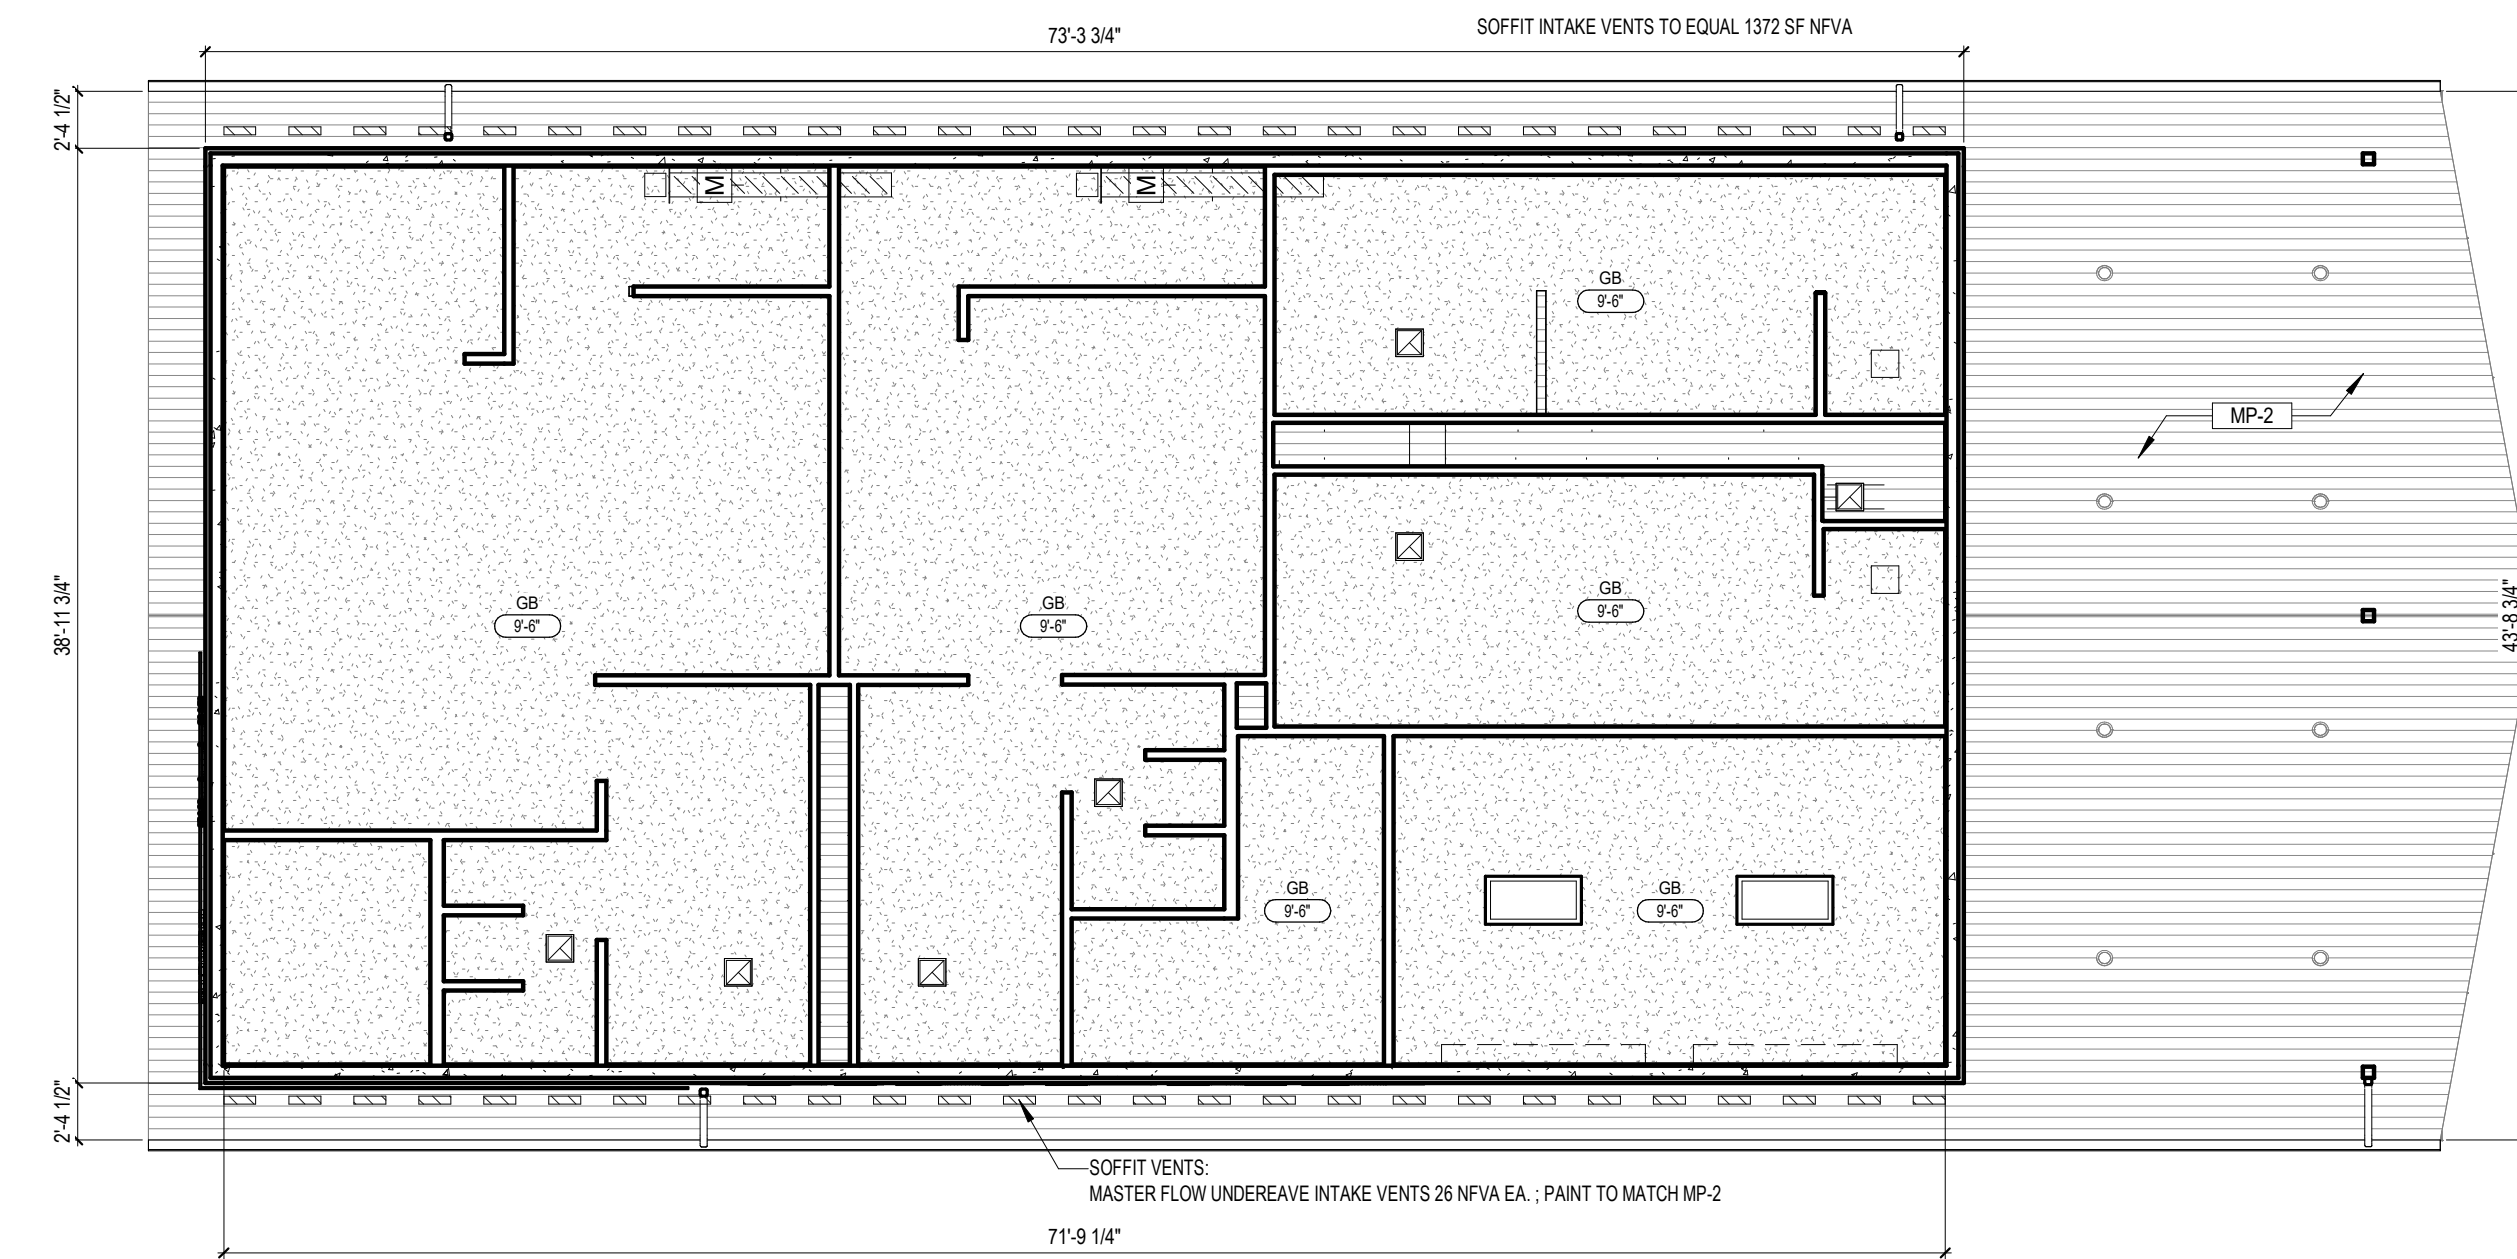 SOFFIT INTAKE VENTS TO EQUAL 1372 SF NFVA
73'-3 3/4"
2'-4 1/2"
M
M
GB
9'-6"
MP-2
38'-11 3/4"
43'-8 3/4"
GB
9'-6"
GB
9'-6"
GB
9'-6"
GB
9'-6"
GB
9'-6"
2'-4 1/2"
SOFFIT VENTS:
MASTER FLOW UNDEREAVE INTAKE VENTS 26 NFVA EA. ; PAINT TO MATCH MP-2
71'-9 1/4"